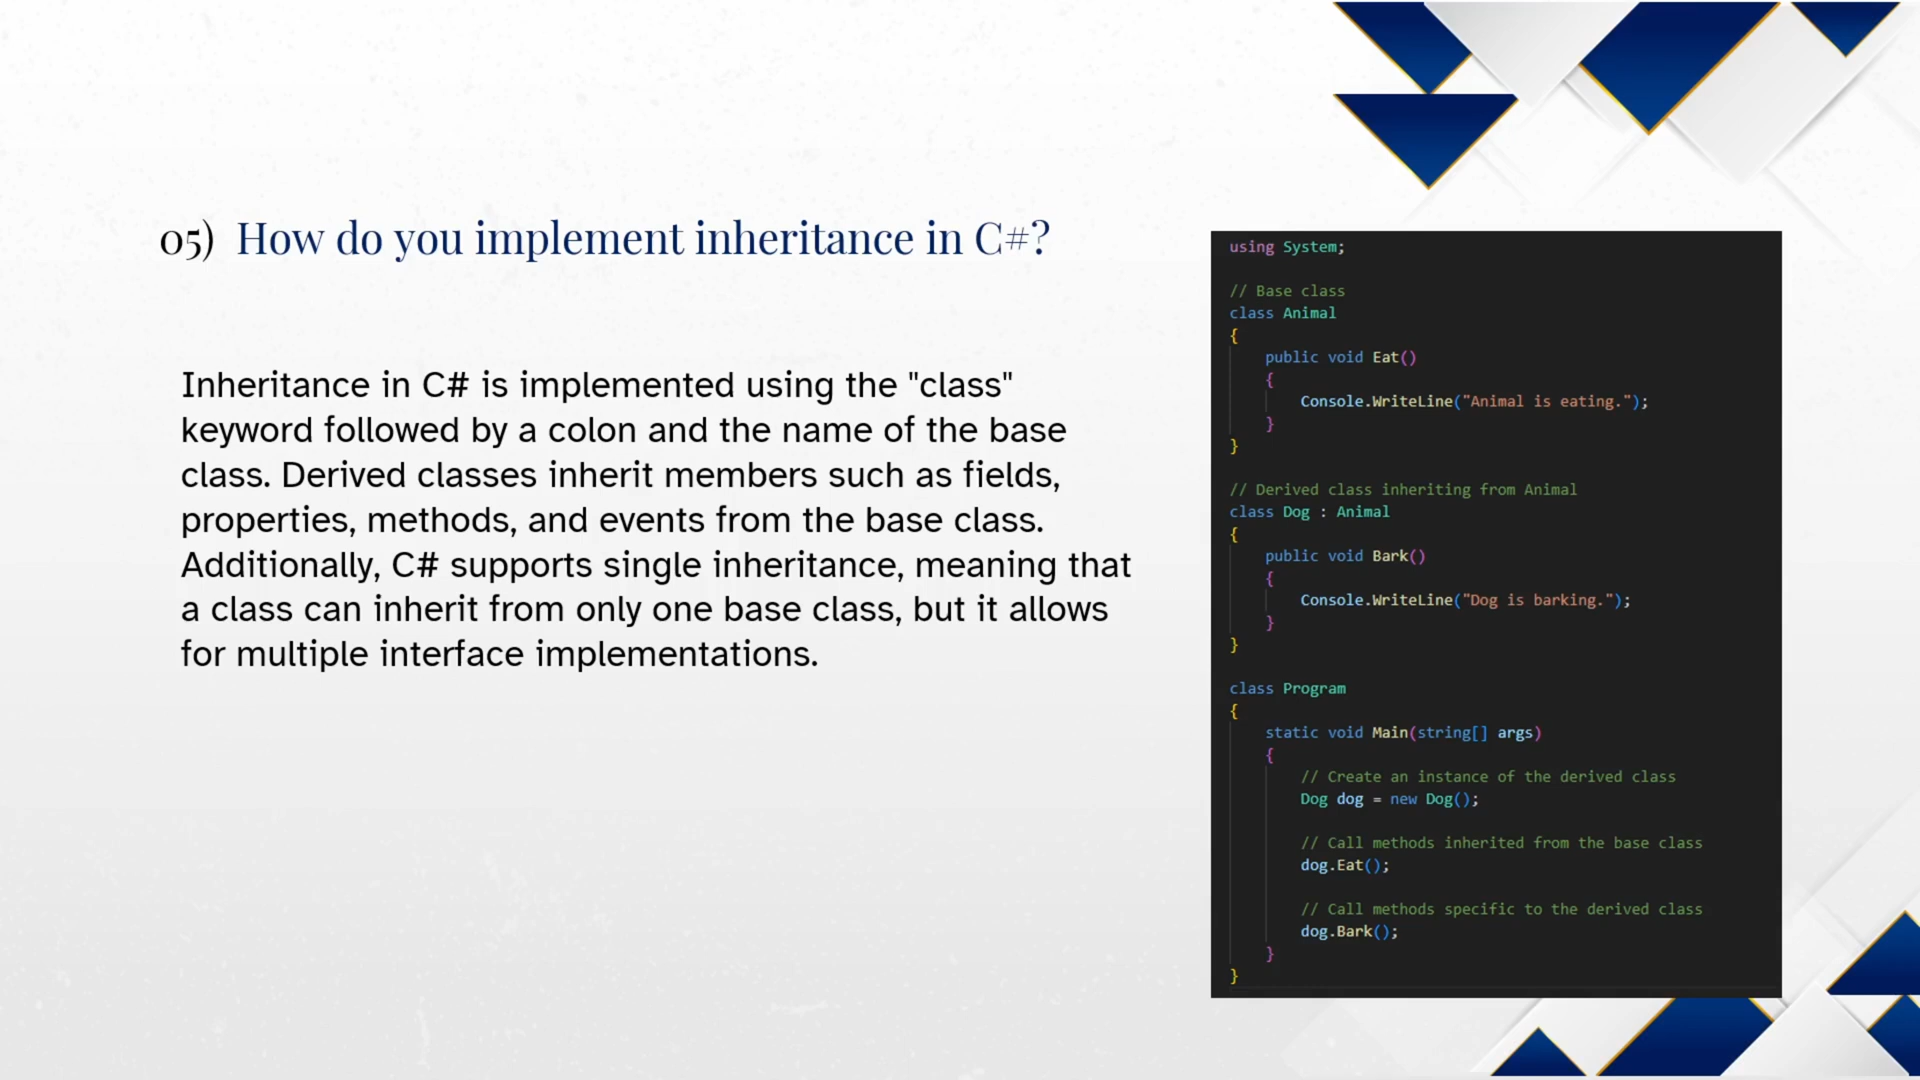 05) How do you implement inheritance in C#?
Inheritance in C# is implemented using the "class"
keyword followed by a colon and the name of the base
class. Derived classes inherit members such as fields,
properties, methods, and events from the base class.
Additionally, C# supports single inheritance, meaning that
a class can inherit from only one base class, but it allows
for multiple interface implementations.
using System;
// Base class
class Animal
{
    public void Eat()
    {
        Console.WriteLine("Animal is eating.");
    }
}
// Derived class inheriting from Animal
class Dog : Animal
{
    public void Bark()
    {
        Console.WriteLine("Dog is barking.");
    }
}
class Program
{
    static void Main(string[] args)
    {
        // Create an instance of the derived class
        Dog dog = new Dog();
        // Call methods inherited from the base class
        dog.Eat();
        // Call methods specific to the derived class
        dog.Bark();
    }
}